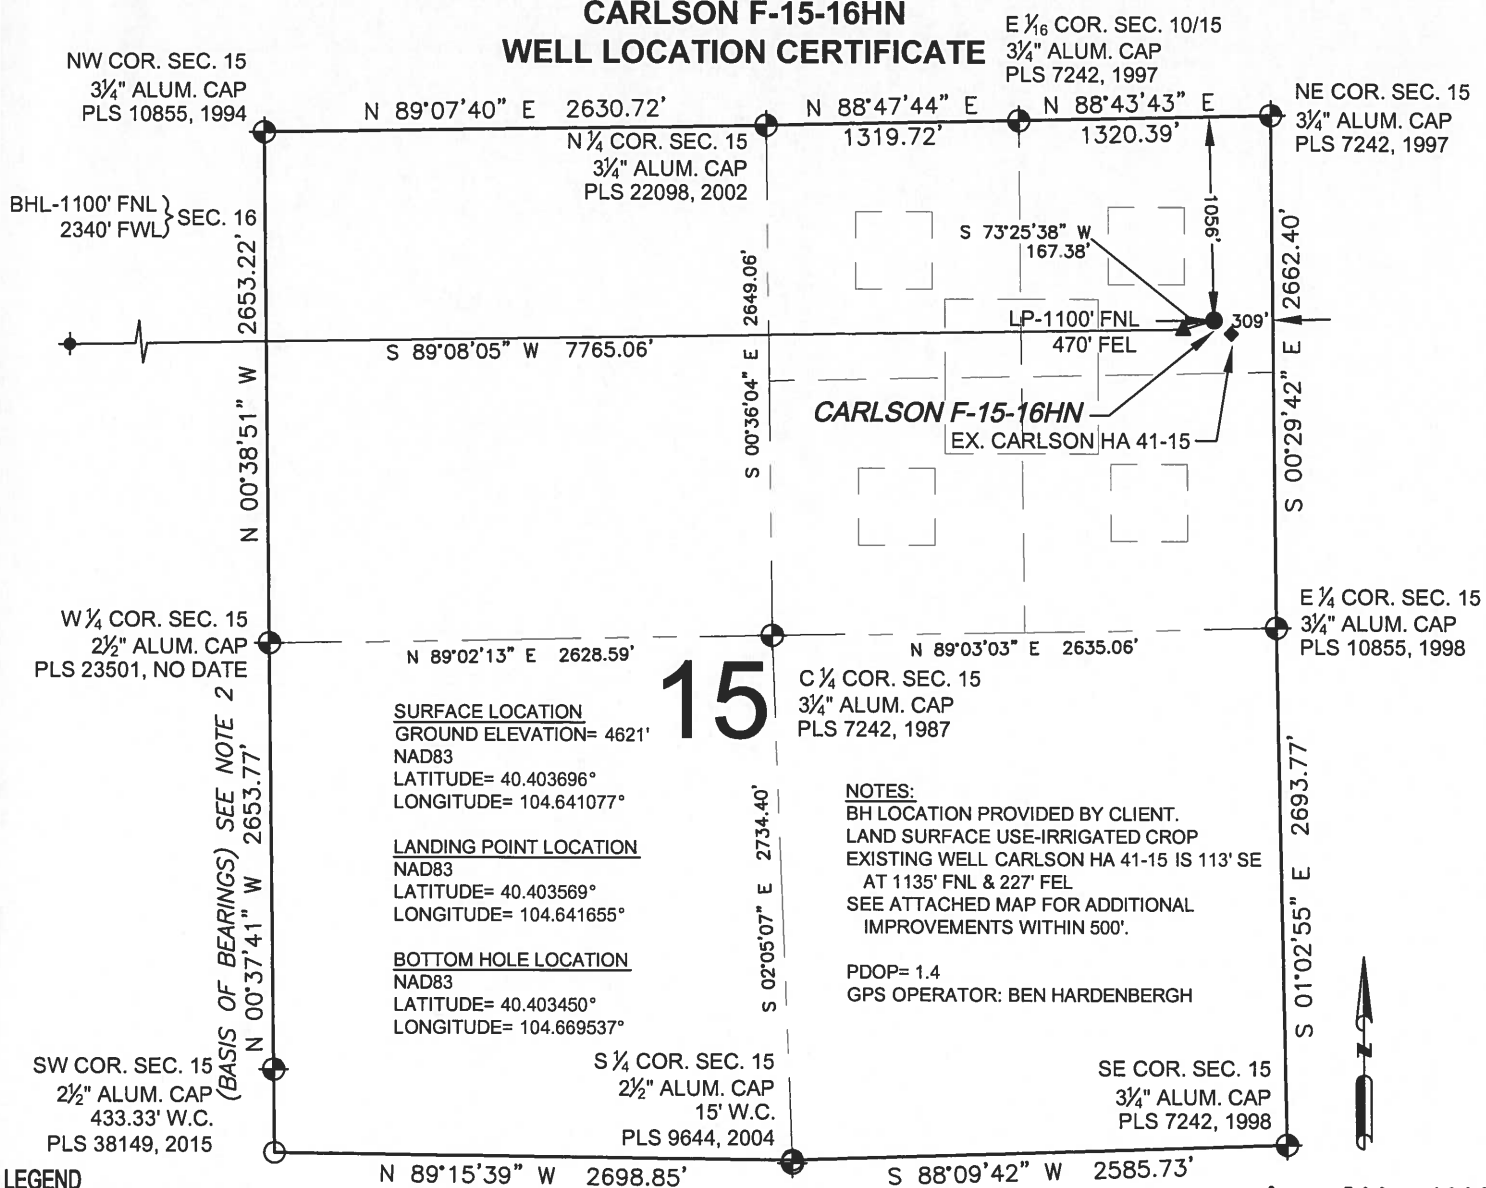 CARLSON F-15-16HN
WELL LOCATION CERTIFICATE
E 1/16 COR. SEC. 10/15
3¼" ALUM. CAP
PLS 7242, 1997
NW COR. SEC. 15
3¼" ALUM. CAP
PLS 10855, 1994
N 89°07'40" E 2630.72'
N 88°47'44" E
1319.72'
N 88°43'43" E
1320.39'
NE COR. SEC. 15
3¼" ALUM. CAP
PLS 7242, 1997
N ¼ COR. SEC. 15
3¼" ALUM. CAP
PLS 22098, 2002
BHL-1100' FNL
2340' FWL
SEC. 16
N 00°38'51" W 2653.22'
S 00°36'04" E 2649.06'
S 73°25'38" W
167.38'
1056'
S 00°29'42" E 2662.40'
LP-1100' FNL
470' FEL
309'
S 89°08'05" W 7765.06'
CARLSON F-15-16HN
EX. CARLSON HA 41-15
W ¼ COR. SEC. 15
2½" ALUM. CAP
PLS 23501, NO DATE
N 89°02'13" E 2628.59'
N 89°03'03" E 2635.06'
E ¼ COR. SEC. 15
3¼" ALUM. CAP
PLS 10855, 1998
15
C ¼ COR. SEC. 15
3¼" ALUM. CAP
PLS 7242, 1987
(BASIS OF BEARINGS) SEE NOTE 2
N 00°37'41" W 2653.77'
SURFACE LOCATION
GROUND ELEVATION= 4621'
NAD83
LATITUDE= 40.403696°
LONGITUDE= 104.641077°
LANDING POINT LOCATION
NAD83
LATITUDE= 40.403569°
LONGITUDE= 104.641655°
BOTTOM HOLE LOCATION
NAD83
LATITUDE= 40.403450°
LONGITUDE= 104.669537°
S 02°05'07" E 2734.40'
NOTES:
BH LOCATION PROVIDED BY CLIENT.
LAND SURFACE USE-IRRIGATED CROP
EXISTING WELL CARLSON HA 41-15 IS 113' SE
AT 1135' FNL & 227' FEL
SEE ATTACHED MAP FOR ADDITIONAL
IMPROVEMENTS WITHIN 500'.
PDOP= 1.4
GPS OPERATOR: BEN HARDENBERGH
S 01°02'55" E 2693.77'
N
SW COR. SEC. 15
2½" ALUM. CAP
433.33' W.C.
PLS 38149, 2015
S ¼ COR. SEC. 15
2½" ALUM. CAP
15' W.C.
PLS 9644, 2004
SE COR. SEC. 15
3¼" ALUM. CAP
PLS 7242, 1998
N 89°15'39" W 2698.85'
S 88°09'42" W 2585.73'
LEGEND